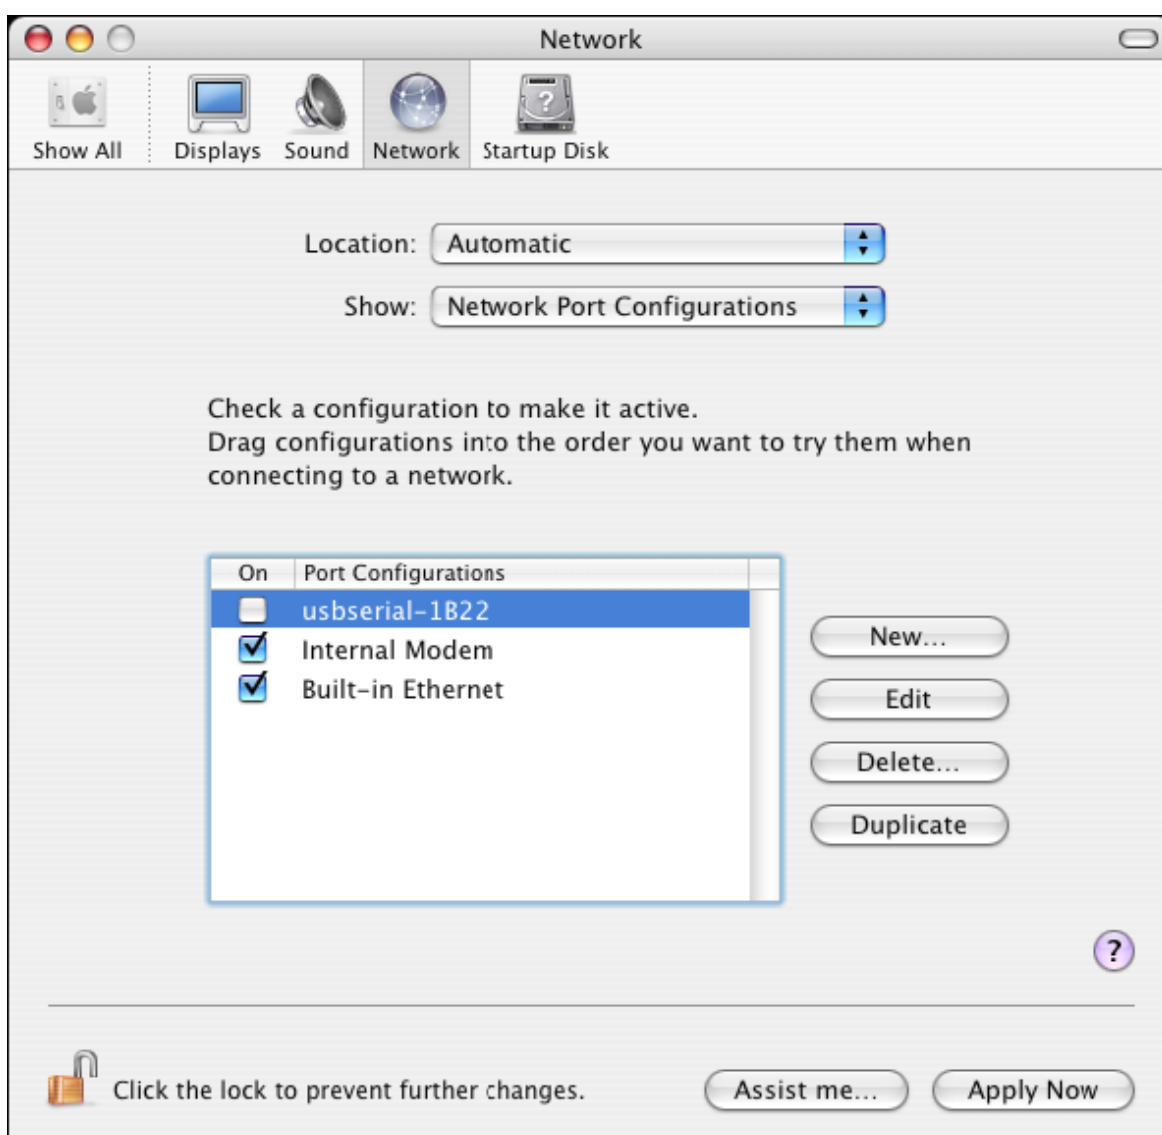 Network
Show All Displays Sound Network Startup Disk
Location: Automatic
Show: Network Port Configurations
Check a configuration to make it active.
Drag configurations into the order you want to try them when
connecting to a network.
On Port Configurations
usbserial-1B22
Internal Modem
Built-in Ethernet
New...
Edit
Delete...
Duplicate
?
Click the lock to prevent further changes. Assist me... Apply Now